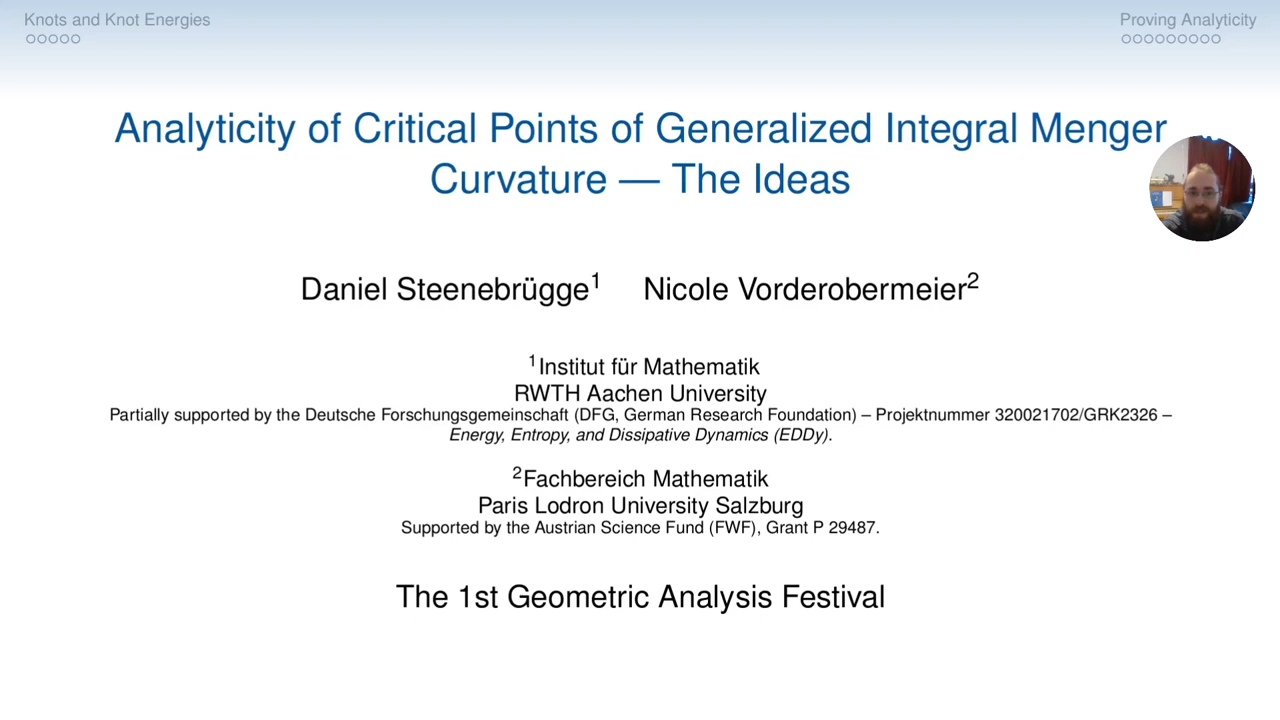 Knots and Knot Energies
Proving Analyticity
Analyticity of Critical Points of Generalized Integral Menger
Curvature — The Ideas
Daniel Steenebrügge¹ Nicole Vorderobermeier²
¹Institut für Mathematik
RWTH Aachen University
Partially supported by the Deutsche Forschungsgemeinschaft (DFG, German Research Foundation) – Projektnummer 320021702/GRK2326 –
Energy, Entropy, and Dissipative Dynamics (EDDy).
²Fachbereich Mathematik
Paris Lodron University Salzburg
Supported by the Austrian Science Fund (FWF), Grant P 29487.
The 1st Geometric Analysis Festival